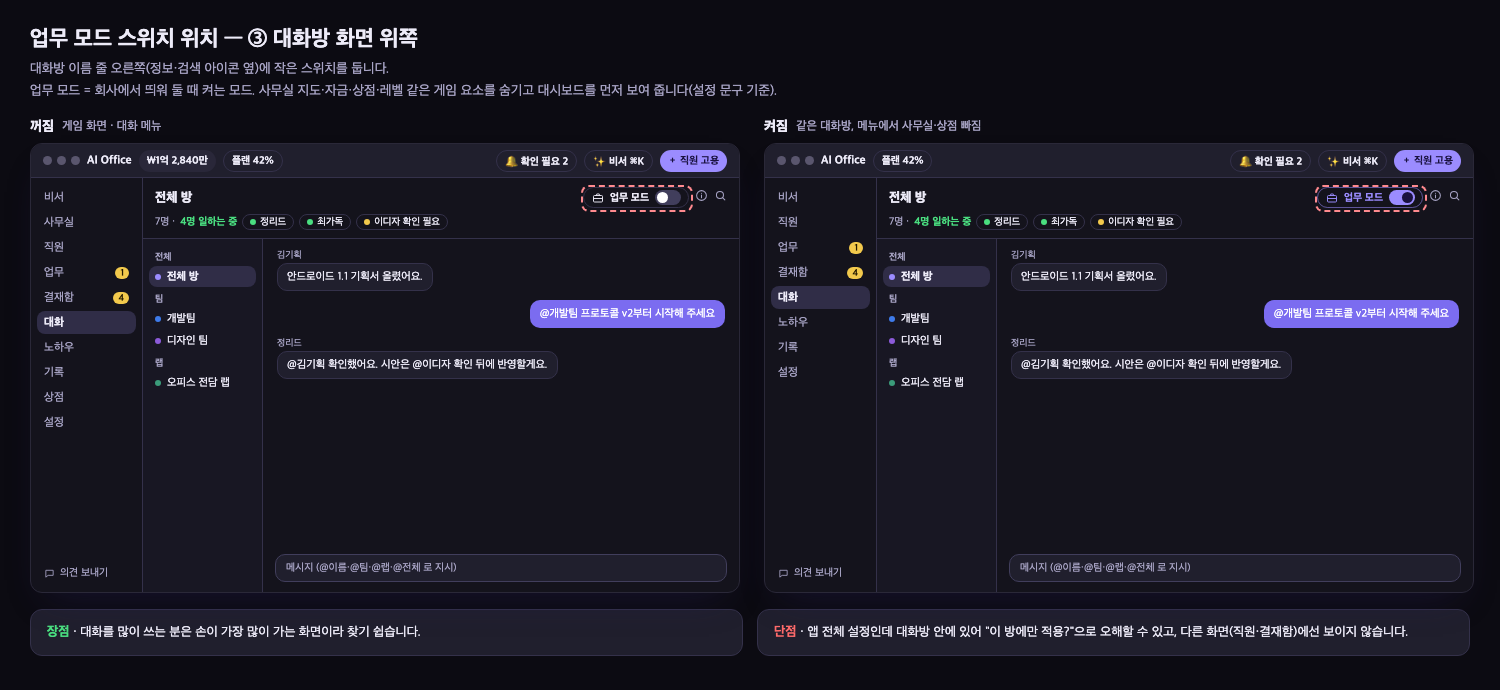 업무 모드 스위치 위치 — ③ 대화방 화면 위쪽
대화방 이름 줄 오른쪽(정보·검색 아이콘 옆)에 작은 스위치를 둡니다.
업무 모드 = 회사에서 띄워 둘 때 켜는 모드. 사무실 지도·자금·상점·레벨 같은 게임 요소를 숨기고 대시보드를 먼저 보여 줍니다(설정 문구 기준).
꺼짐 게임 화면 · 대화 메뉴
AI Office ₩1억 2,840만 플랜 42% 🔔 확인 필요 2 ✨ 비서 ⌘K + 직원 고용
비서
사무실
직원
업무 1
결재함 4
대화
노하우
기록
상점
설정
의견 보내기
전체 방 업무 모드
7명 · 4명 일하는 중 정리드 최가독 이디자 확인 필요
전체
전체 방
팀
개발팀
디자인 팀
랩
오피스 전담 랩
김기획
안드로이드 1.1 기획서 올렸어요.
@개발팀 프로토콜 v2부터 시작해 주세요
정리드
@김기획 확인했어요. 시안은 @이디자 확인 뒤에 반영할게요.
메시지 (@이름·@팀·@랩·@전체 로 지시)
켜짐 같은 대화방, 메뉴에서 사무실·상점 빠짐
AI Office 플랜 42% 🔔 확인 필요 2 ✨ 비서 ⌘K + 직원 고용
비서
직원
업무 1
결재함 4
대화
노하우
기록
설정
의견 보내기
전체 방 업무 모드
7명 · 4명 일하는 중 정리드 최가독 이디자 확인 필요
전체
전체 방
팀
개발팀
디자인 팀
랩
오피스 전담 랩
김기획
안드로이드 1.1 기획서 올렸어요.
@개발팀 프로토콜 v2부터 시작해 주세요
정리드
@김기획 확인했어요. 시안은 @이디자 확인 뒤에 반영할게요.
메시지 (@이름·@팀·@랩·@전체 로 지시)
장점 · 대화를 많이 쓰는 분은 손이 가장 많이 가는 화면이라 찾기 쉽습니다.
단점 · 앱 전체 설정인데 대화방 안에 있어 "이 방에만 적용?"으로 오해할 수 있고, 다른 화면(직원·결재함)에선 보이지 않습니다.